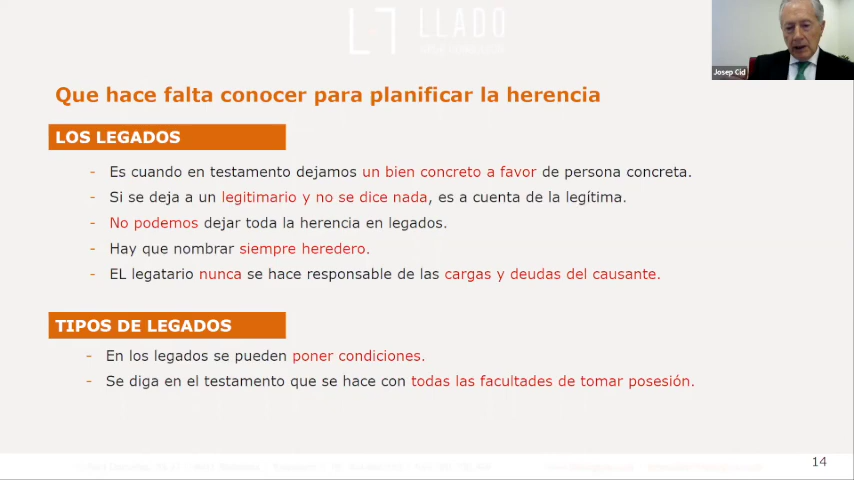 LLADO
Josep Cid
Que hace falta conocer para planificar la herencia
LOS LEGADOS
- Es cuando en testamento dejamos un bien concreto a favor de persona concreta.
- Si se deja a un legitimario y no se dice nada, es a cuenta de la legítima.
- No podemos dejar toda la herencia en legados.
- Hay que nombrar siempre heredero.
- EL legatario nunca se hace responsable de las cargas y deudas del causante.
TIPOS DE LEGADOS
- En los legados se pueden poner condiciones.
- Se diga en el testamento que se hace con todas las facultades de tomar posesión.
14